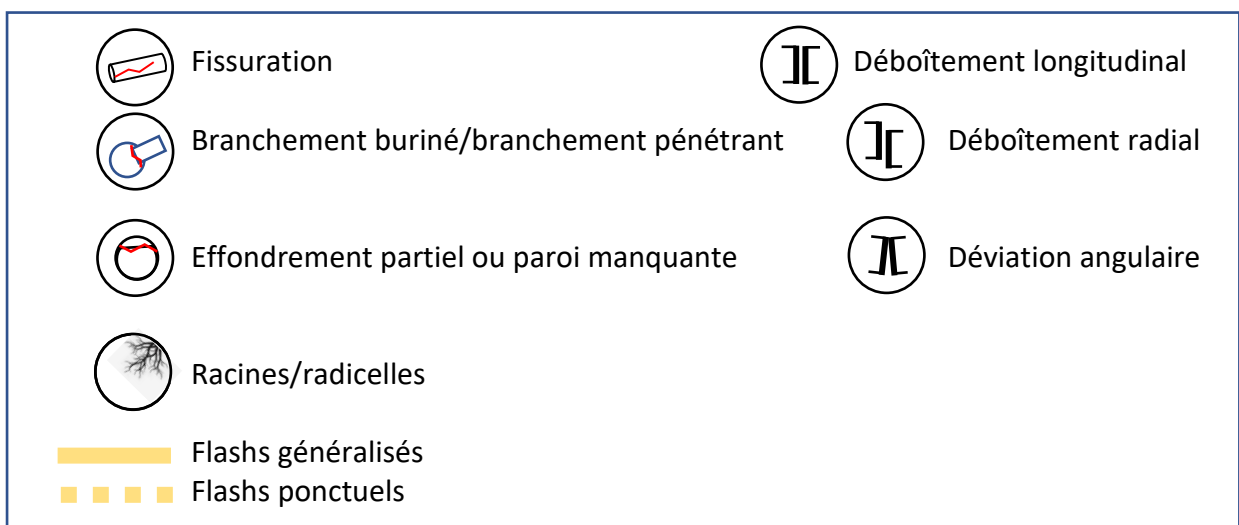 Fissuration
Déboîtement longitudinal
Branchement buriné/branchement pénétrant
Déboîtement radial
Effondrement partiel ou paroi manquante
Déviation angulaire
Racines/radicelles
Flashs généralisés
Flashs ponctuels